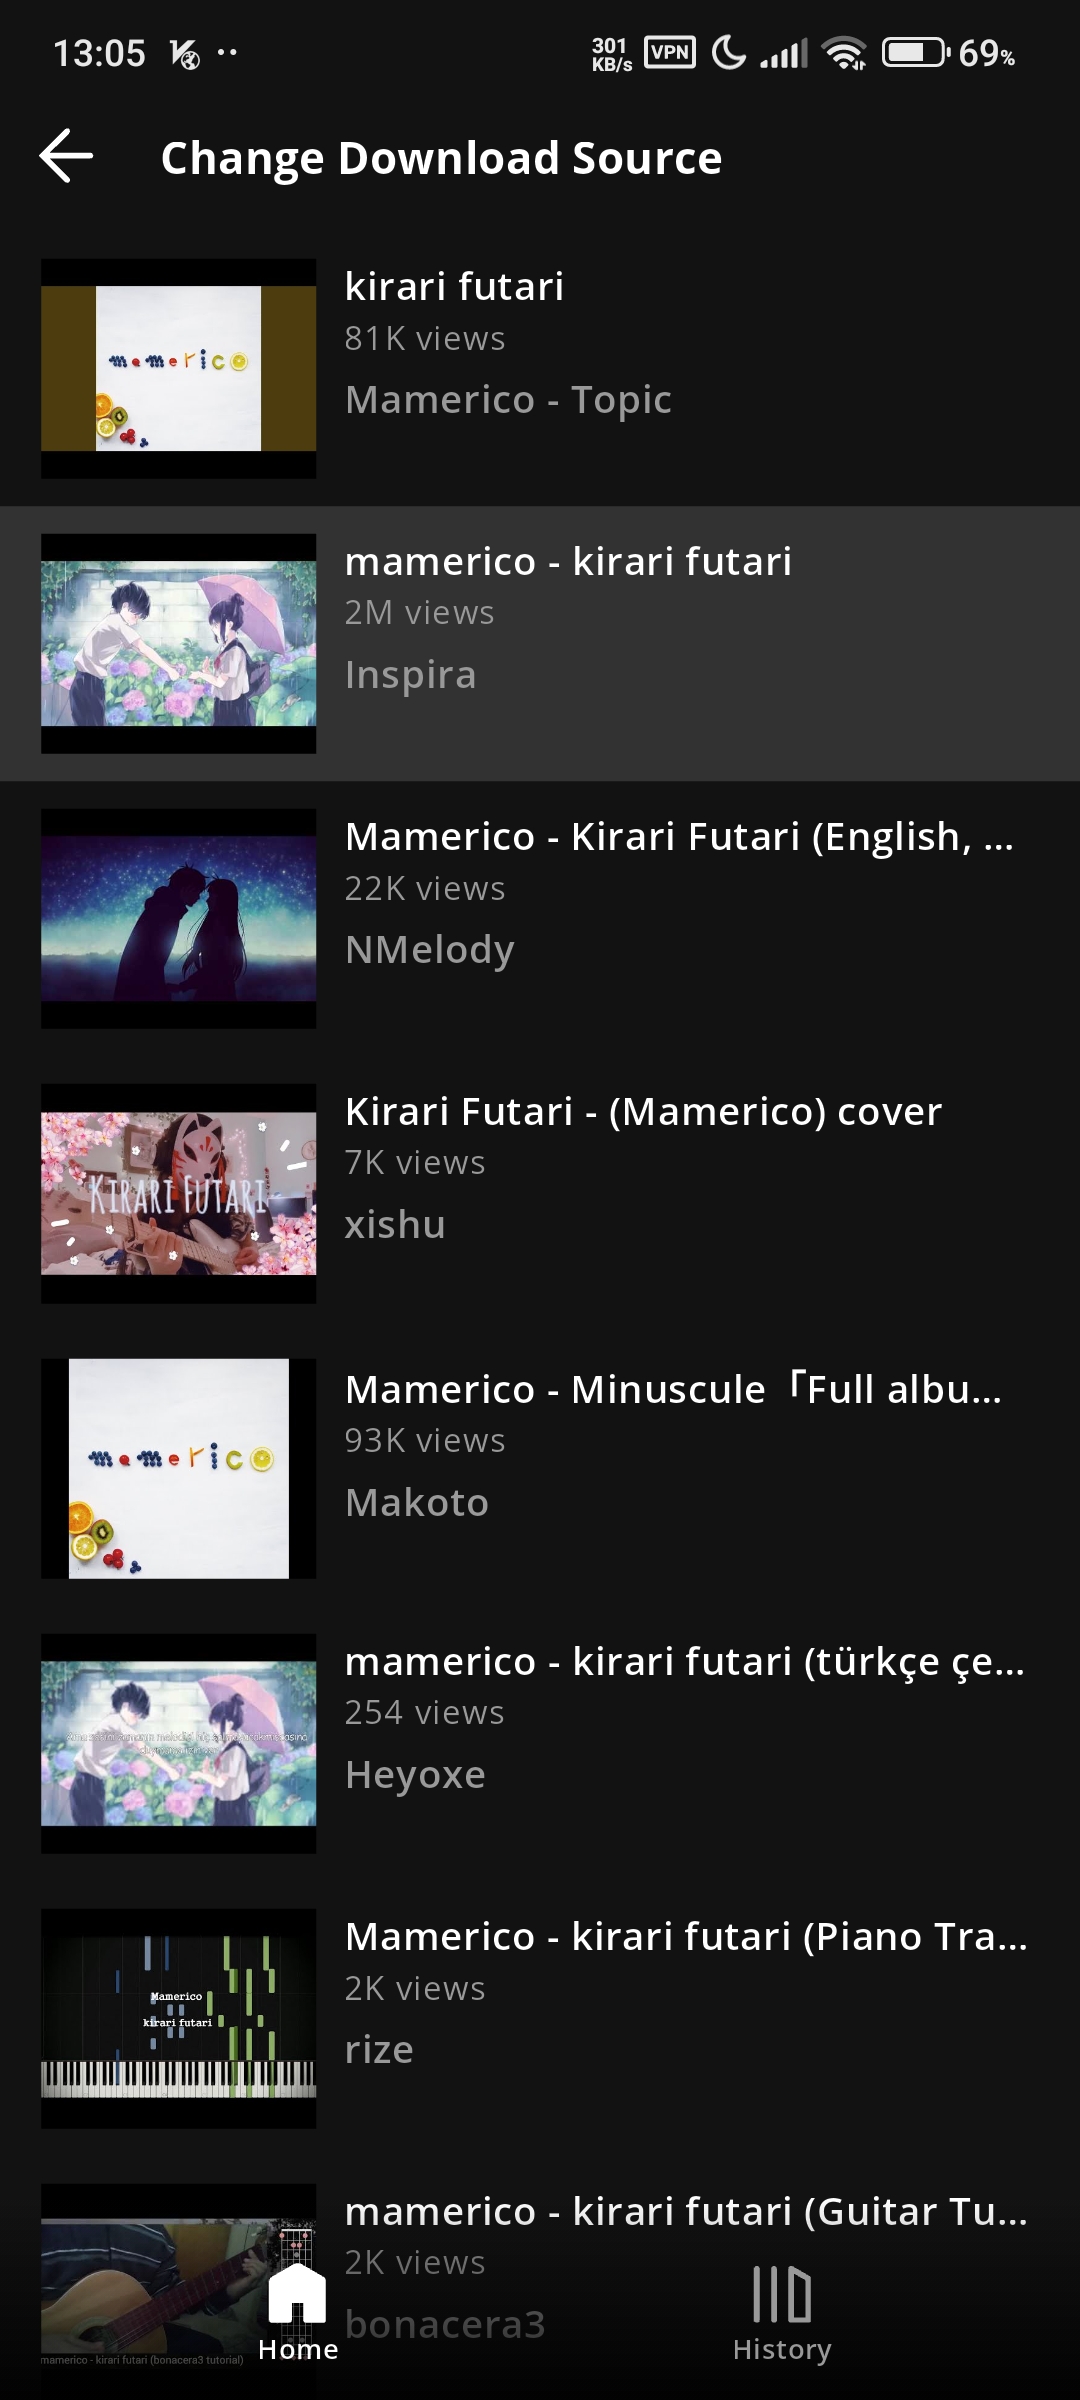 13:05
301
KB/s
VPN
69%
Change Download Source
mamerico
kirari futari
81K views
Mamerico - Topic
mamerico - kirari futari
2M views
Inspira
Mamerico - Kirari Futari (English, ...
22K views
NMelody
KIRARI FUTARI
Kirari Futari - (Mamerico) cover
7K views
xishu
mamerico
Mamerico - Minuscule「Full albu...
93K views
Makoto
mamerico - kirari futari (türkçe çe...
254 views
Heyoxe
Mamerico
kirari futari
Mamerico - kirari futari (Piano Tra...
2K views
rize
mamerico - kirari futari (Guitar Tu...
2K views
bonacera3
mamerico - kirari futari (bonacera3 tutorial)
Home
History